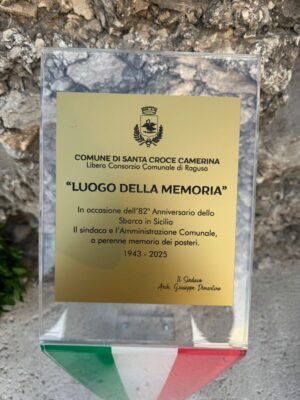 COMUNE DI SANTA CROCE CAMERINA
Libero Consorzio Comunale di Ragusa
"LUOGO DELLA MEMORIA"
In occasione dell'82° Anniversario dello
Sbarco in Sicilia
Il sindaco e l'Amministrazione Comunale,
a perenne memoria dei posteri.
1943 - 2025
Il Sindaco
Arch. Giuseppe Dimartino